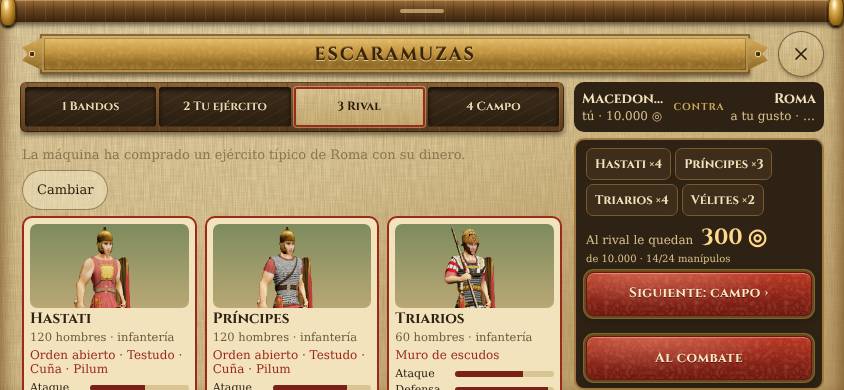 ESCARAMUZAS
×
1 BANDOS
2 TU EJÉRCITO
3 RIVAL
4 CAMPO
MACEDON...
CONTRA
ROMA
tú · 10.000 ◎
a tu gusto · ...
La máquina ha comprado un ejército típico de Roma con su dinero.
Cambiar
HASTATI ×4
PRÍNCIPES ×3
TRIARIOS ×4
VÉLITES ×2
Al rival le quedan 300 ◎
de 10.000 · 14/24 manípulos
SIGUIENTE: CAMPO ›
AL COMBATE
HASTATI
120 hombres · infantería
Orden abierto · Testudo ·
Cuña · Pilum
Ataque
PRÍNCIPES
120 hombres · infantería
Orden abierto · Testudo ·
Cuña · Pilum
Ataque
TRIARIOS
60 hombres · infantería
Muro de escudos
Ataque
Defensa